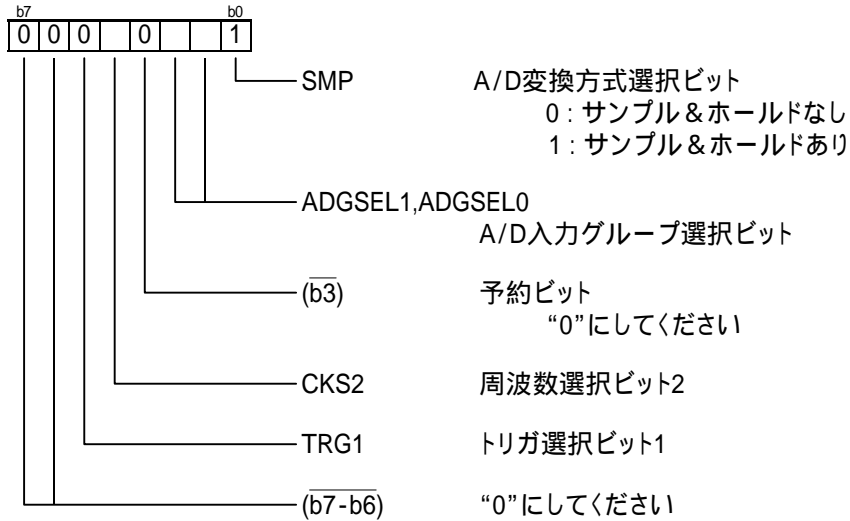 b7 b0
0 0 0 0 1
SMP A/D変換方式選択ビット
0 : サンプル＆ホールドなし
1 : サンプル＆ホールドあり
ADGSEL1,ADGSEL0
A/D入力グループ選択ビット
(b3) 予約ビット
“0”にしてください
CKS2 周波数選択ビット2
TRG1 トリガ選択ビット1
(b7-b6) “0”にしてください